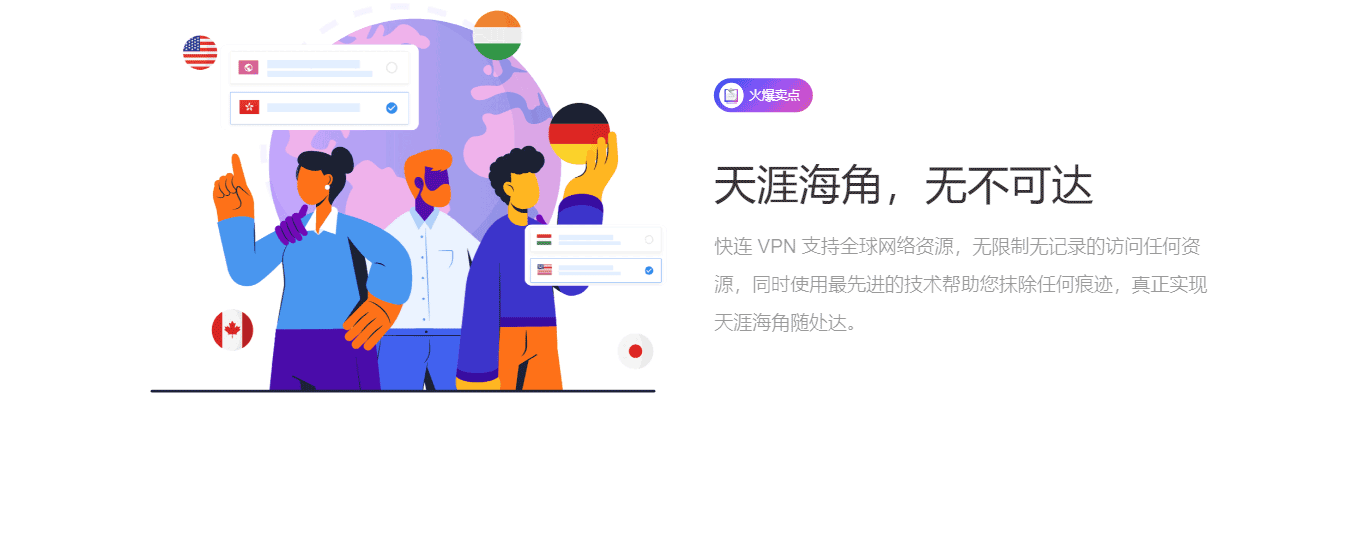 火爆卖点
天涯海角，无不可达
快连 VPN 支持全球网络资源，无限制无记录的访问任何资
源，同时使用最先进的技术帮助您抹除任何痕迹，真正实现
天涯海角随处达。